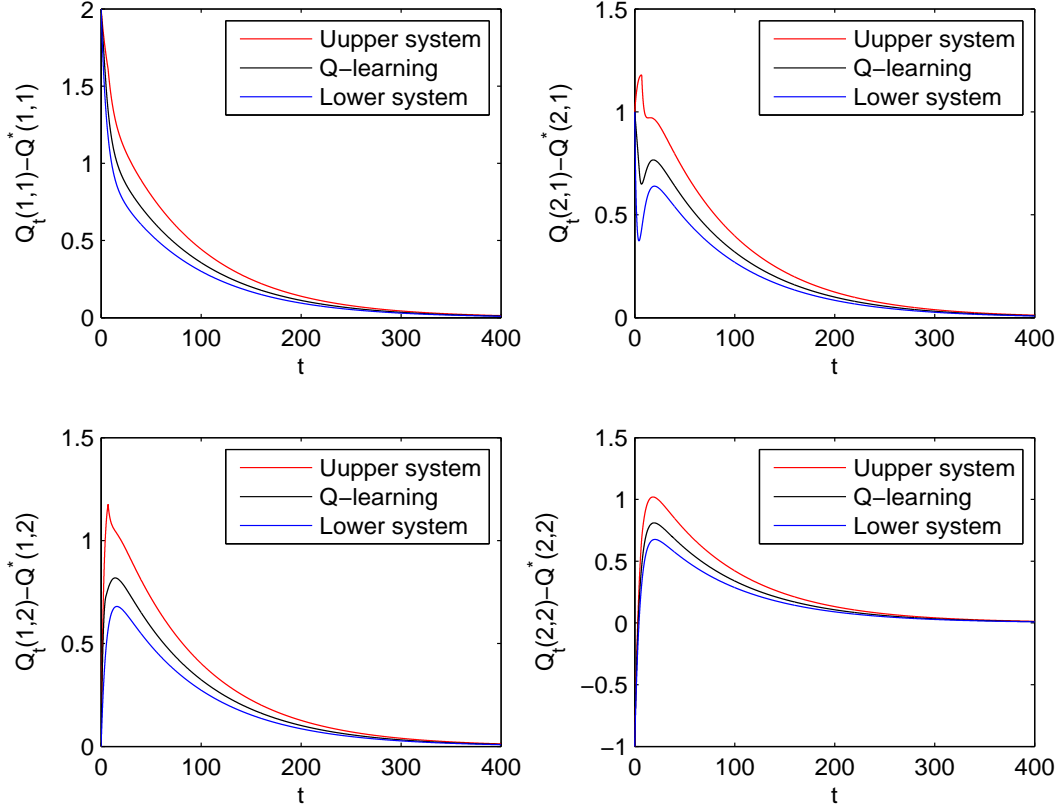 2
1.5
1
0.5
0
0
100
200
300
400
t
Q_t(1,1)−Q^*(1,1)
Uupper system
Q−learning
Lower system
1.5
1
0.5
0
0
100
200
300
400
t
Q_t(2,1)−Q^*(2,1)
Uupper system
Q−learning
Lower system
1.5
1
0.5
0
0
100
200
300
400
t
Q_t(1,2)−Q^*(1,2)
Uupper system
Q−learning
Lower system
1.5
1
0.5
0
−0.5
−1
0
100
200
300
400
t
Q_t(2,2)−Q^*(2,2)
Uupper system
Q−learning
Lower system